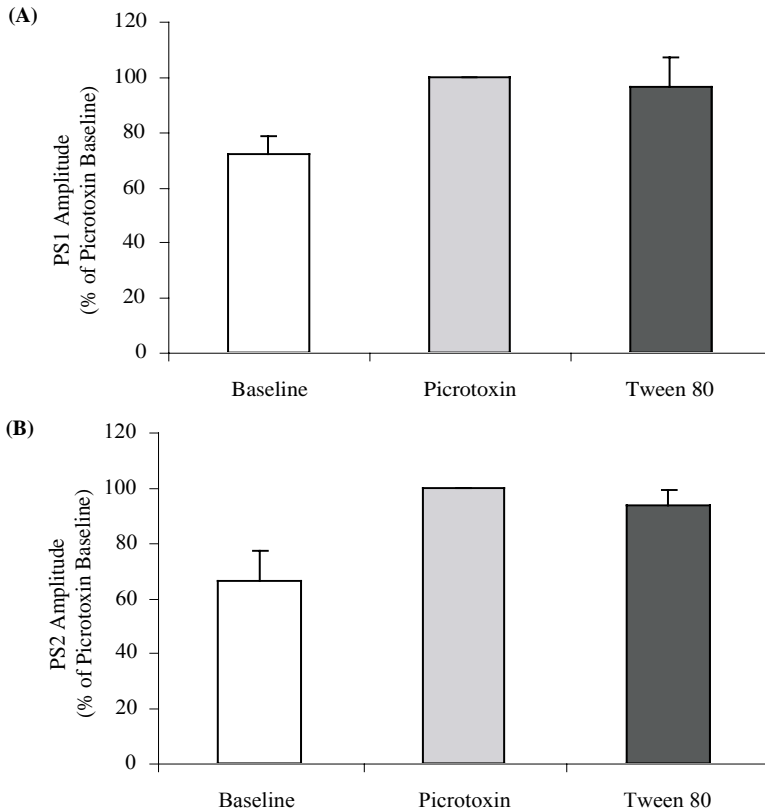 (A)
PS1 Amplitude
(% of Picrotoxin Baseline)
120
100
80
60
40
20
0
Baseline Picrotoxin Tween 80
(B)
PS2 Amplitude
(% of Picrotoxin Baseline)
120
100
80
60
40
20
0
Baseline Picrotoxin Tween 80